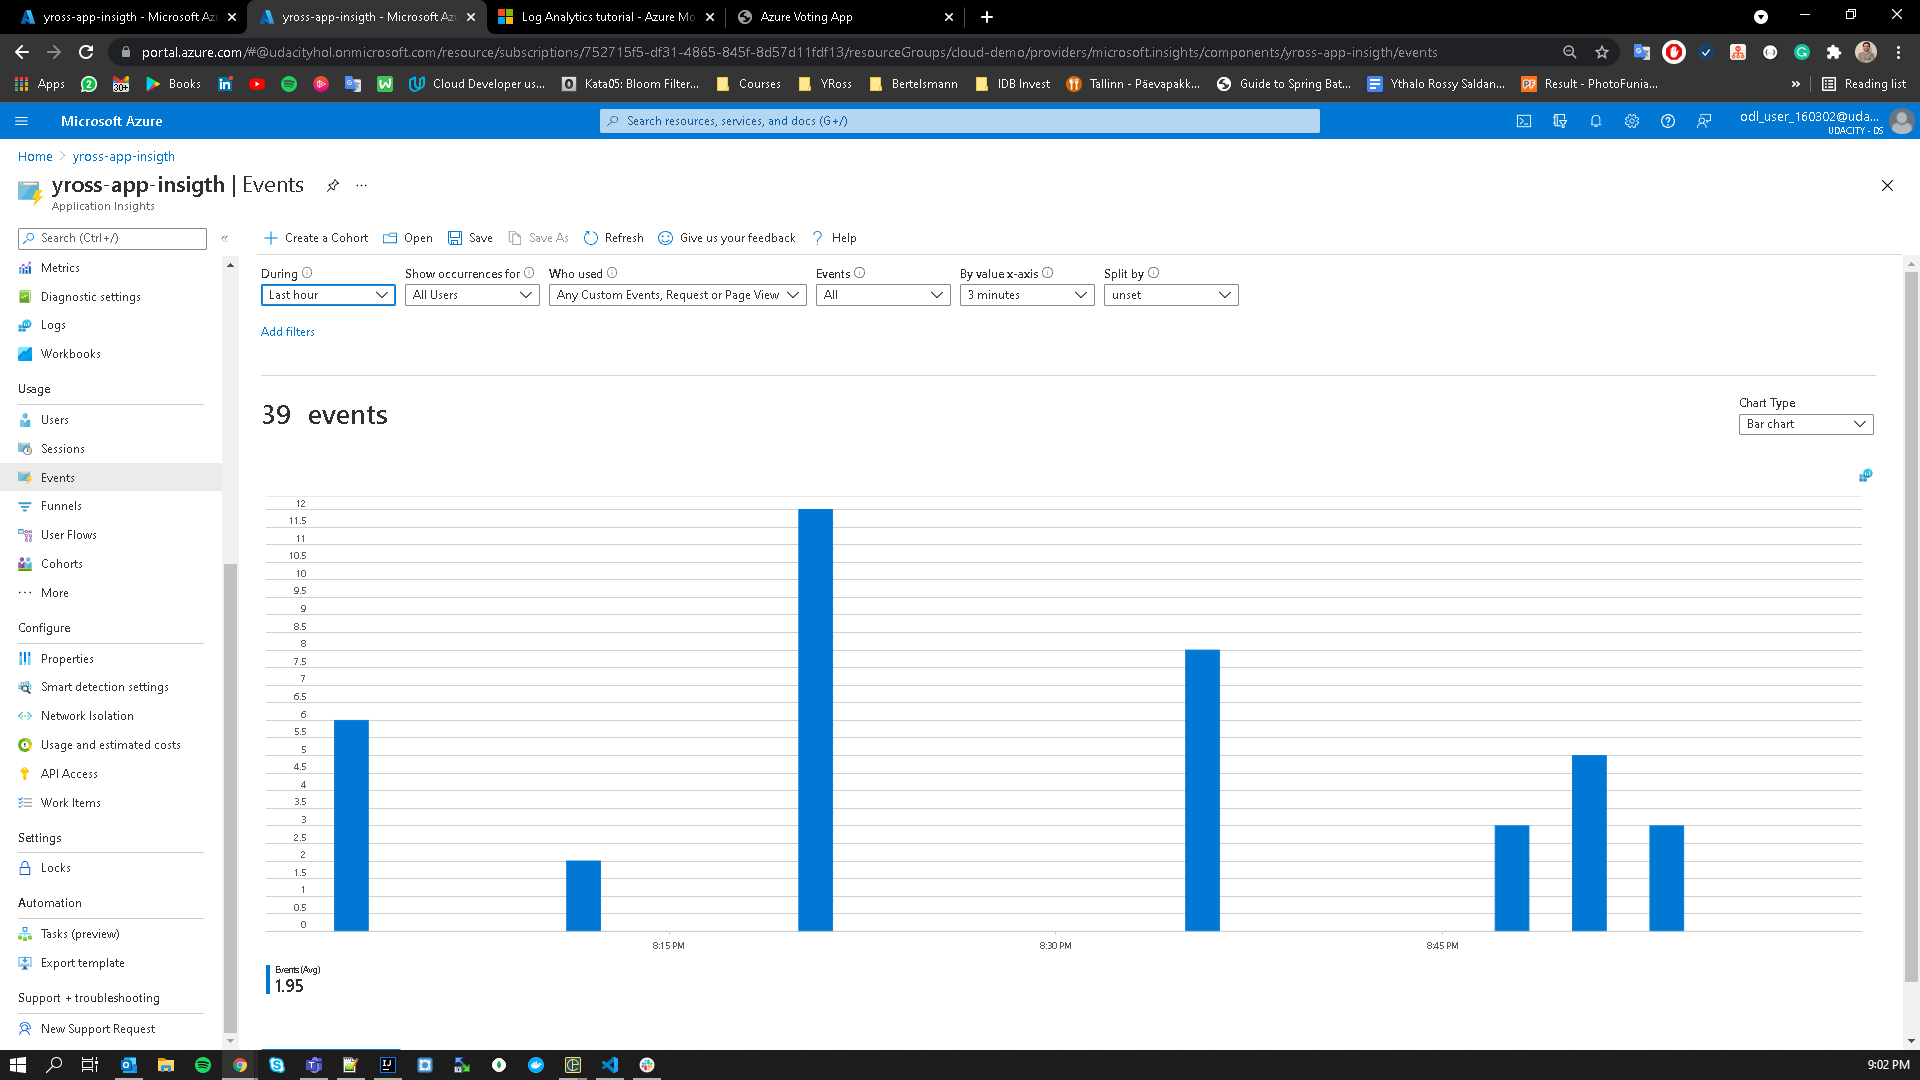 yross-app-insigth - Microsoft Az
yross-app-insigth - Microsoft Az
Log Analytics tutorial - Azure Mo
Azure Voting App
portal.azure.com/#@udacityhol.onmicrosoft.com/resource/subscriptions/752715f5-df31-4865-845f-8d57d11fdf13/resourceGroups/cloud-demo/providers/microsoft.insights/components/yross-app-insigth/events
Apps
30+
Books
Cloud Developer us...
Kata05: Bloom Filter...
Courses
YRoss
Bertelsmann
IDB Invest
Tallinn - Päevapakk...
Guide to Spring Bat...
Ythalo Rossy Saldan...
Result - PhotoFunia...
»
Reading list
Microsoft Azure
Search resources, services, and docs (G+/)
odl_user_160302@uda...
UDACITY - DS
Home > yross-app-insigth
yross-app-insigth | Events
Application Insights
Search (Ctrl+/)
«
Metrics
Diagnostic settings
Logs
Workbooks
Usage
Users
Sessions
Events
Funnels
User Flows
Cohorts
More
Configure
Properties
Smart detection settings
Network Isolation
Usage and estimated costs
API Access
Work Items
Settings
Locks
Automation
Tasks (preview)
Export template
Support + troubleshooting
New Support Request
Create a Cohort
Open
Save
Save As
Refresh
Give us your feedback
Help
During
Show occurrences for
Who used
Events
By value x-axis
Split by
Last hour
All Users
Any Custom Events, Request or Page View
All
3 minutes
unset
Add filters
39 events
Chart Type
Bar chart
12
11.5
11
10.5
10
9.5
9
8.5
8
7.5
7
6.5
6
5.5
5
4.5
4
3.5
3
2.5
2
1.5
1
0.5
0
8:15 PM
8:30 PM
8:45 PM
Events (Avg)
1.95
9:02 PM